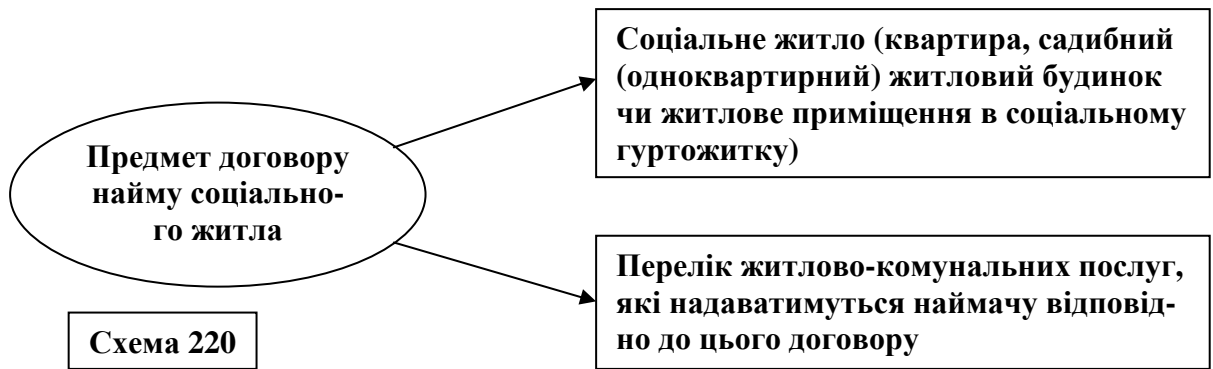 Соціальне житло (квартира, садибний
(одноквартирний) житловий будинок
чи житлове приміщення в соціальному
гуртожитку)
Предмет договору
найму соціально-
го житла
Перелік житлово-комунальних послуг,
які надаватимуться наймачу відповід-
но до цього договору
Схема 220